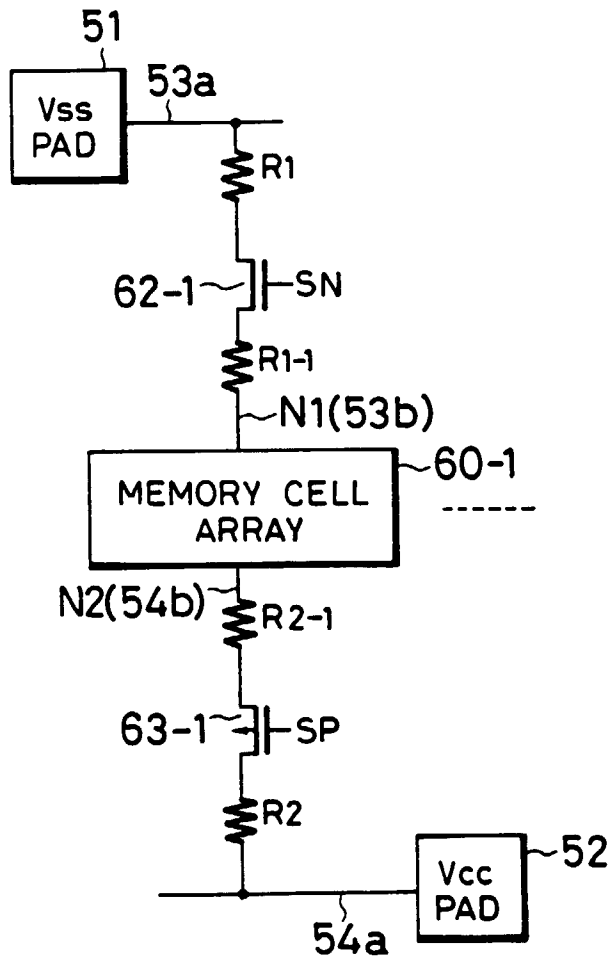 51
53a
Vss
PAD
R1
62-1
SN
R1-1
N1(53b)
60-1
MEMORY CELL
ARRAY
N2(54b)
R2-1
63-1
SP
R2
52
Vcc
PAD
54a